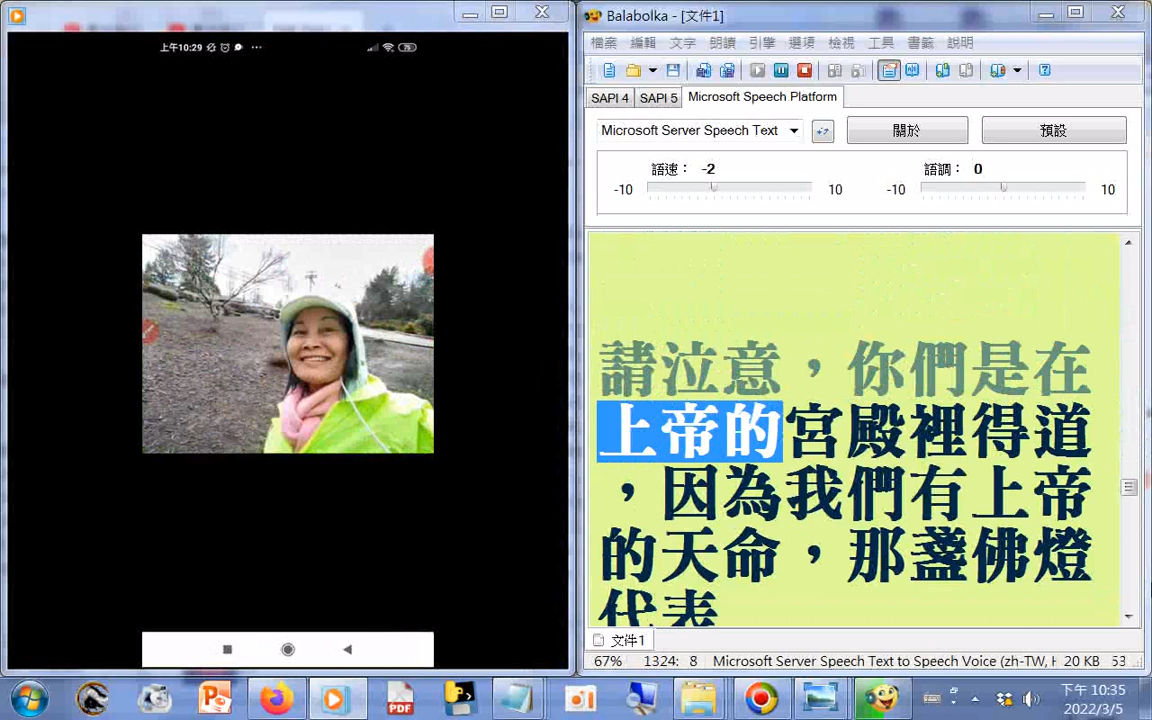 上午10:29
Balabolka - [文件1]
檔案 編輯 文字 朗讀 引擎 選項 檢視 工具 書籤 說明
SAPI 4 SAPI 5 Microsoft Speech Platform
Microsoft Server Speech Text 關於 預設
語速： -2 語調： 0
-10 10 -10 10
請泣意，你們是在
上帝的宮殿裡得道
，因為我們有上帝
的天命，那盞佛燈
代表
文件1
67% 1324: 8 Microsoft Server Speech Text to Speech Voice (zh-TW, 20 KB 53
PDF
下午 10:35
2022/3/5